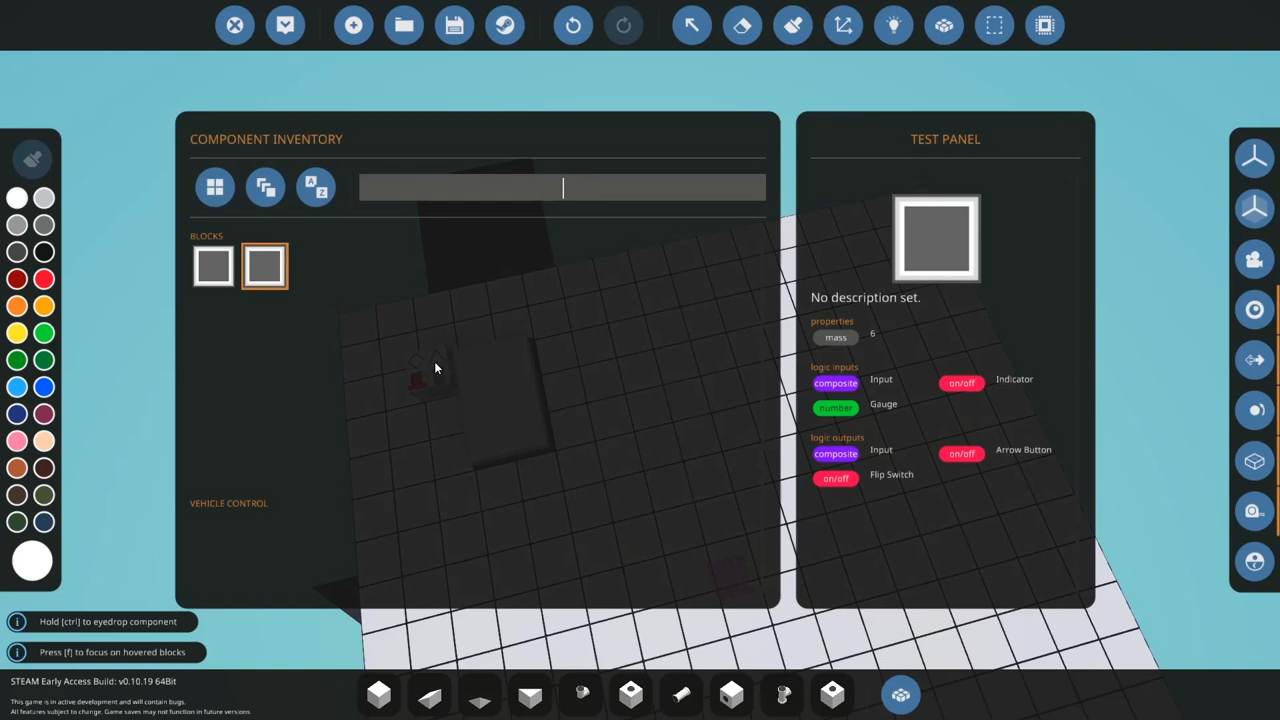 COMPONENT INVENTORY
TEST PANEL
A
Z
BLOCKS
No description set.
properties
mass 6
logic inputs
composite Input on/off Indicator
number Gauge
logic outputs
composite Input on/off Arrow Button
on/off Flip Switch
VEHICLE CONTROL
Hold [ctrl] to eyedrop component
Press [f] to focus on hovered blocks
STEAM Early Access Build: v0.10.19 64Bit
This game is in active development and will contain bugs.
All features subject to change. Game saves may not function in future versions.